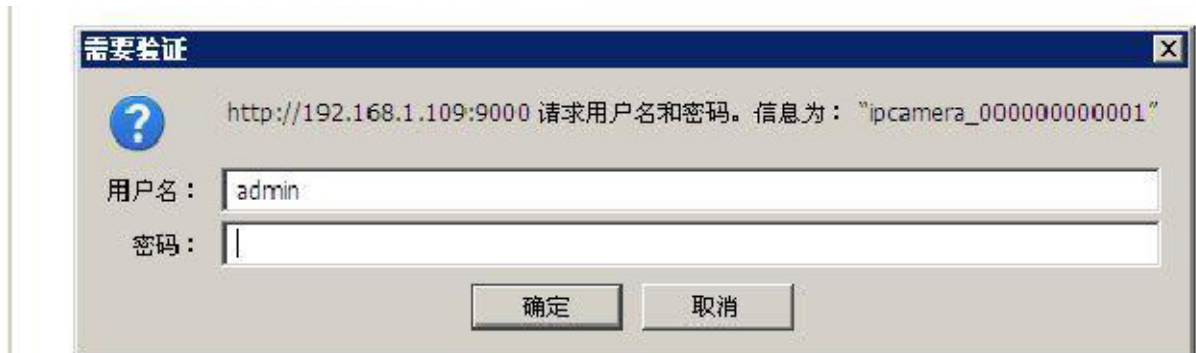 需要验证
http://192.168.1.109:9000 请求用户名和密码。信息为： “ipcamera_000000000001”
用户名： admin
密码：
确定 取消